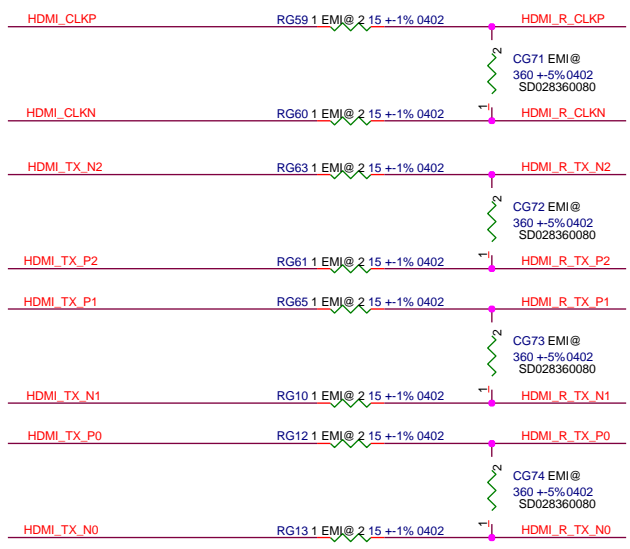 HDMI_CLKP RG59 1 EMI@ 2 15 +-1% 0402 HDMI_R_CLKP
2
CG71 EMI@
360 +-5% 0402
SD028360080
1
HDMI_CLKN RG60 1 EMI@ 2 15 +-1% 0402 HDMI_R_CLKN
HDMI_TX_N2 RG63 1 EMI@ 2 15 +-1% 0402 HDMI_R_TX_N2
2
CG72 EMI@
360 +-5% 0402
SD028360080
1
HDMI_TX_P2 RG61 1 EMI@ 2 15 +-1% 0402 HDMI_R_TX_P2
HDMI_TX_P1 RG65 1 EMI@ 2 15 +-1% 0402 HDMI_R_TX_P1
2
CG73 EMI@
360 +-5% 0402
SD028360080
1
HDMI_TX_N1 RG10 1 EMI@ 2 15 +-1% 0402 HDMI_R_TX_N1
HDMI_TX_P0 RG12 1 EMI@ 2 15 +-1% 0402 HDMI_R_TX_P0
2
CG74 EMI@
360 +-5% 0402
SD028360080
1
HDMI_TX_N0 RG13 1 EMI@ 2 15 +-1% 0402 HDMI_R_TX_N0